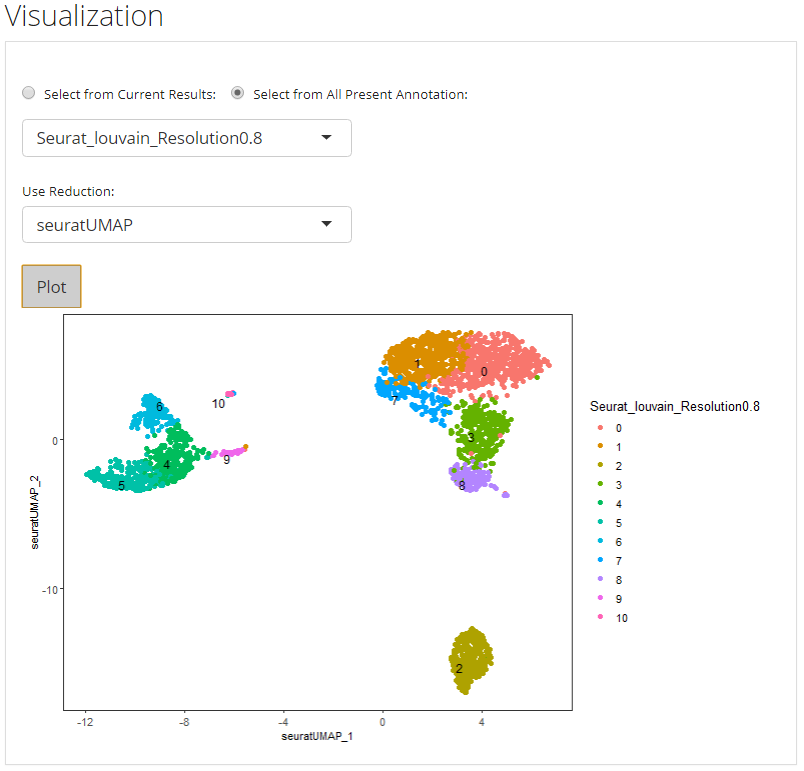 Visualization
Select from Current Results: Select from All Present Annotation:
Seurat_louvain_Resolution0.8
Use Reduction:
seuratUMAP
Plot
1
0
6
10
7
3
9
4
5
8
2
0
-10
seuratUMAP_2
-12 -8 -4 0 4
seuratUMAP_1
Seurat_louvain_Resolution0.8
0
1
2
3
4
5
6
7
8
9
10